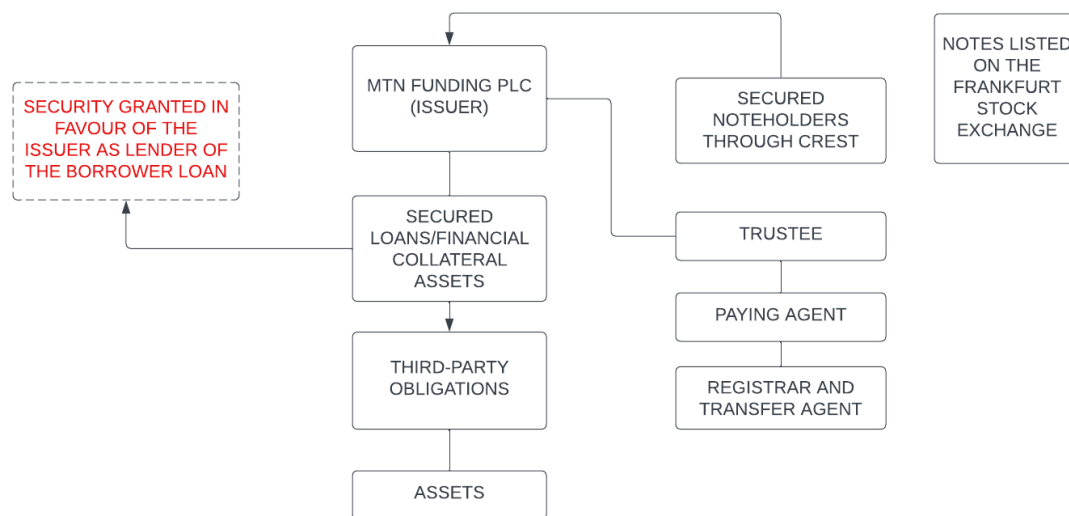 MTN FUNDING PLC
(ISSUER)
SECURITY GRANTED IN
FAVOUR OF THE
ISSUER AS LENDER OF
THE BORROWER LOAN
SECURED
NOTEHOLDERS
THROUGH CREST
NOTES LISTED
ON THE
FRANKFURT
STOCK
EXCHANGE
SECURED
LOANS/FINANCIAL
COLLATERAL
ASSETS
TRUSTEE
PAYING AGENT
THIRD-PARTY
OBLIGATIONS
REGISTRAR AND
TRANSFER AGENT
ASSETS